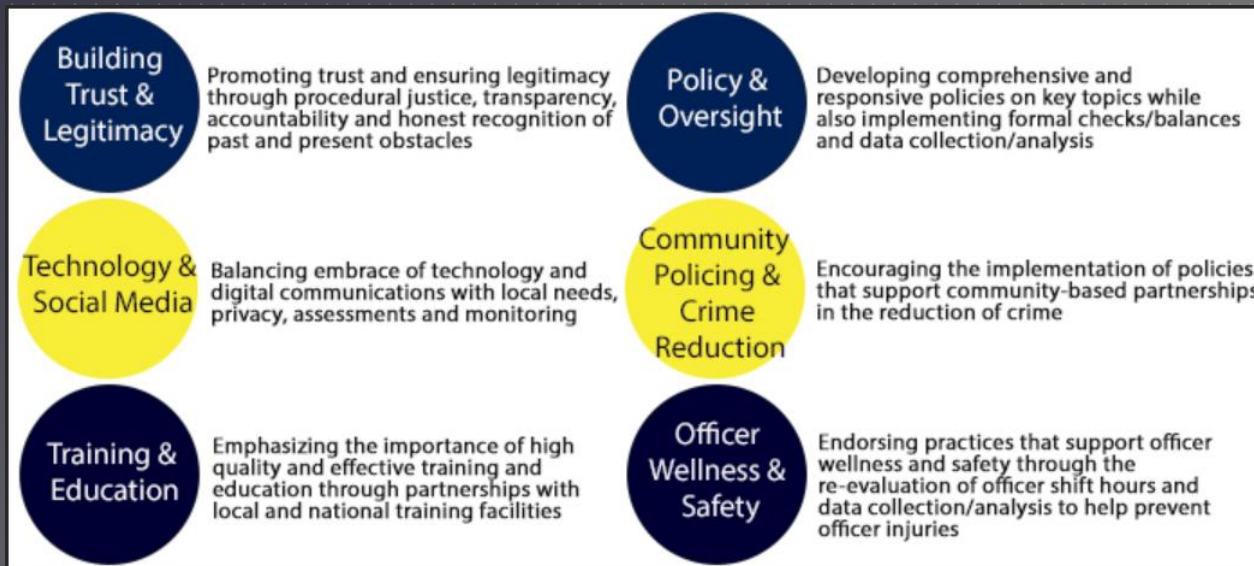 Building
Trust &
Legitimacy
Promoting trust and ensuring legitimacy
through procedural justice, transparency,
accountability and honest recognition of
past and present obstacles
Policy &
Oversight
Developing comprehensive and
responsive policies on key topics while
also implementing formal checks/balances
and data collection/analysis
Technology &
Social Media
Balancing embrace of technology and
digital communications with local needs,
privacy, assessments and monitoring
Community
Policing &
Crime
Reduction
Encouraging the implementation of policies
that support community-based partnerships
in the reduction of crime
Training &
Education
Emphasizing the importance of high
quality and effective training and
education through partnerships with
local and national training facilities
Officer
Wellness &
Safety
Endorsing practices that support officer
wellness and safety through the
re-evaluation of officer shift hours and
data collection/analysis to help prevent
officer injuries